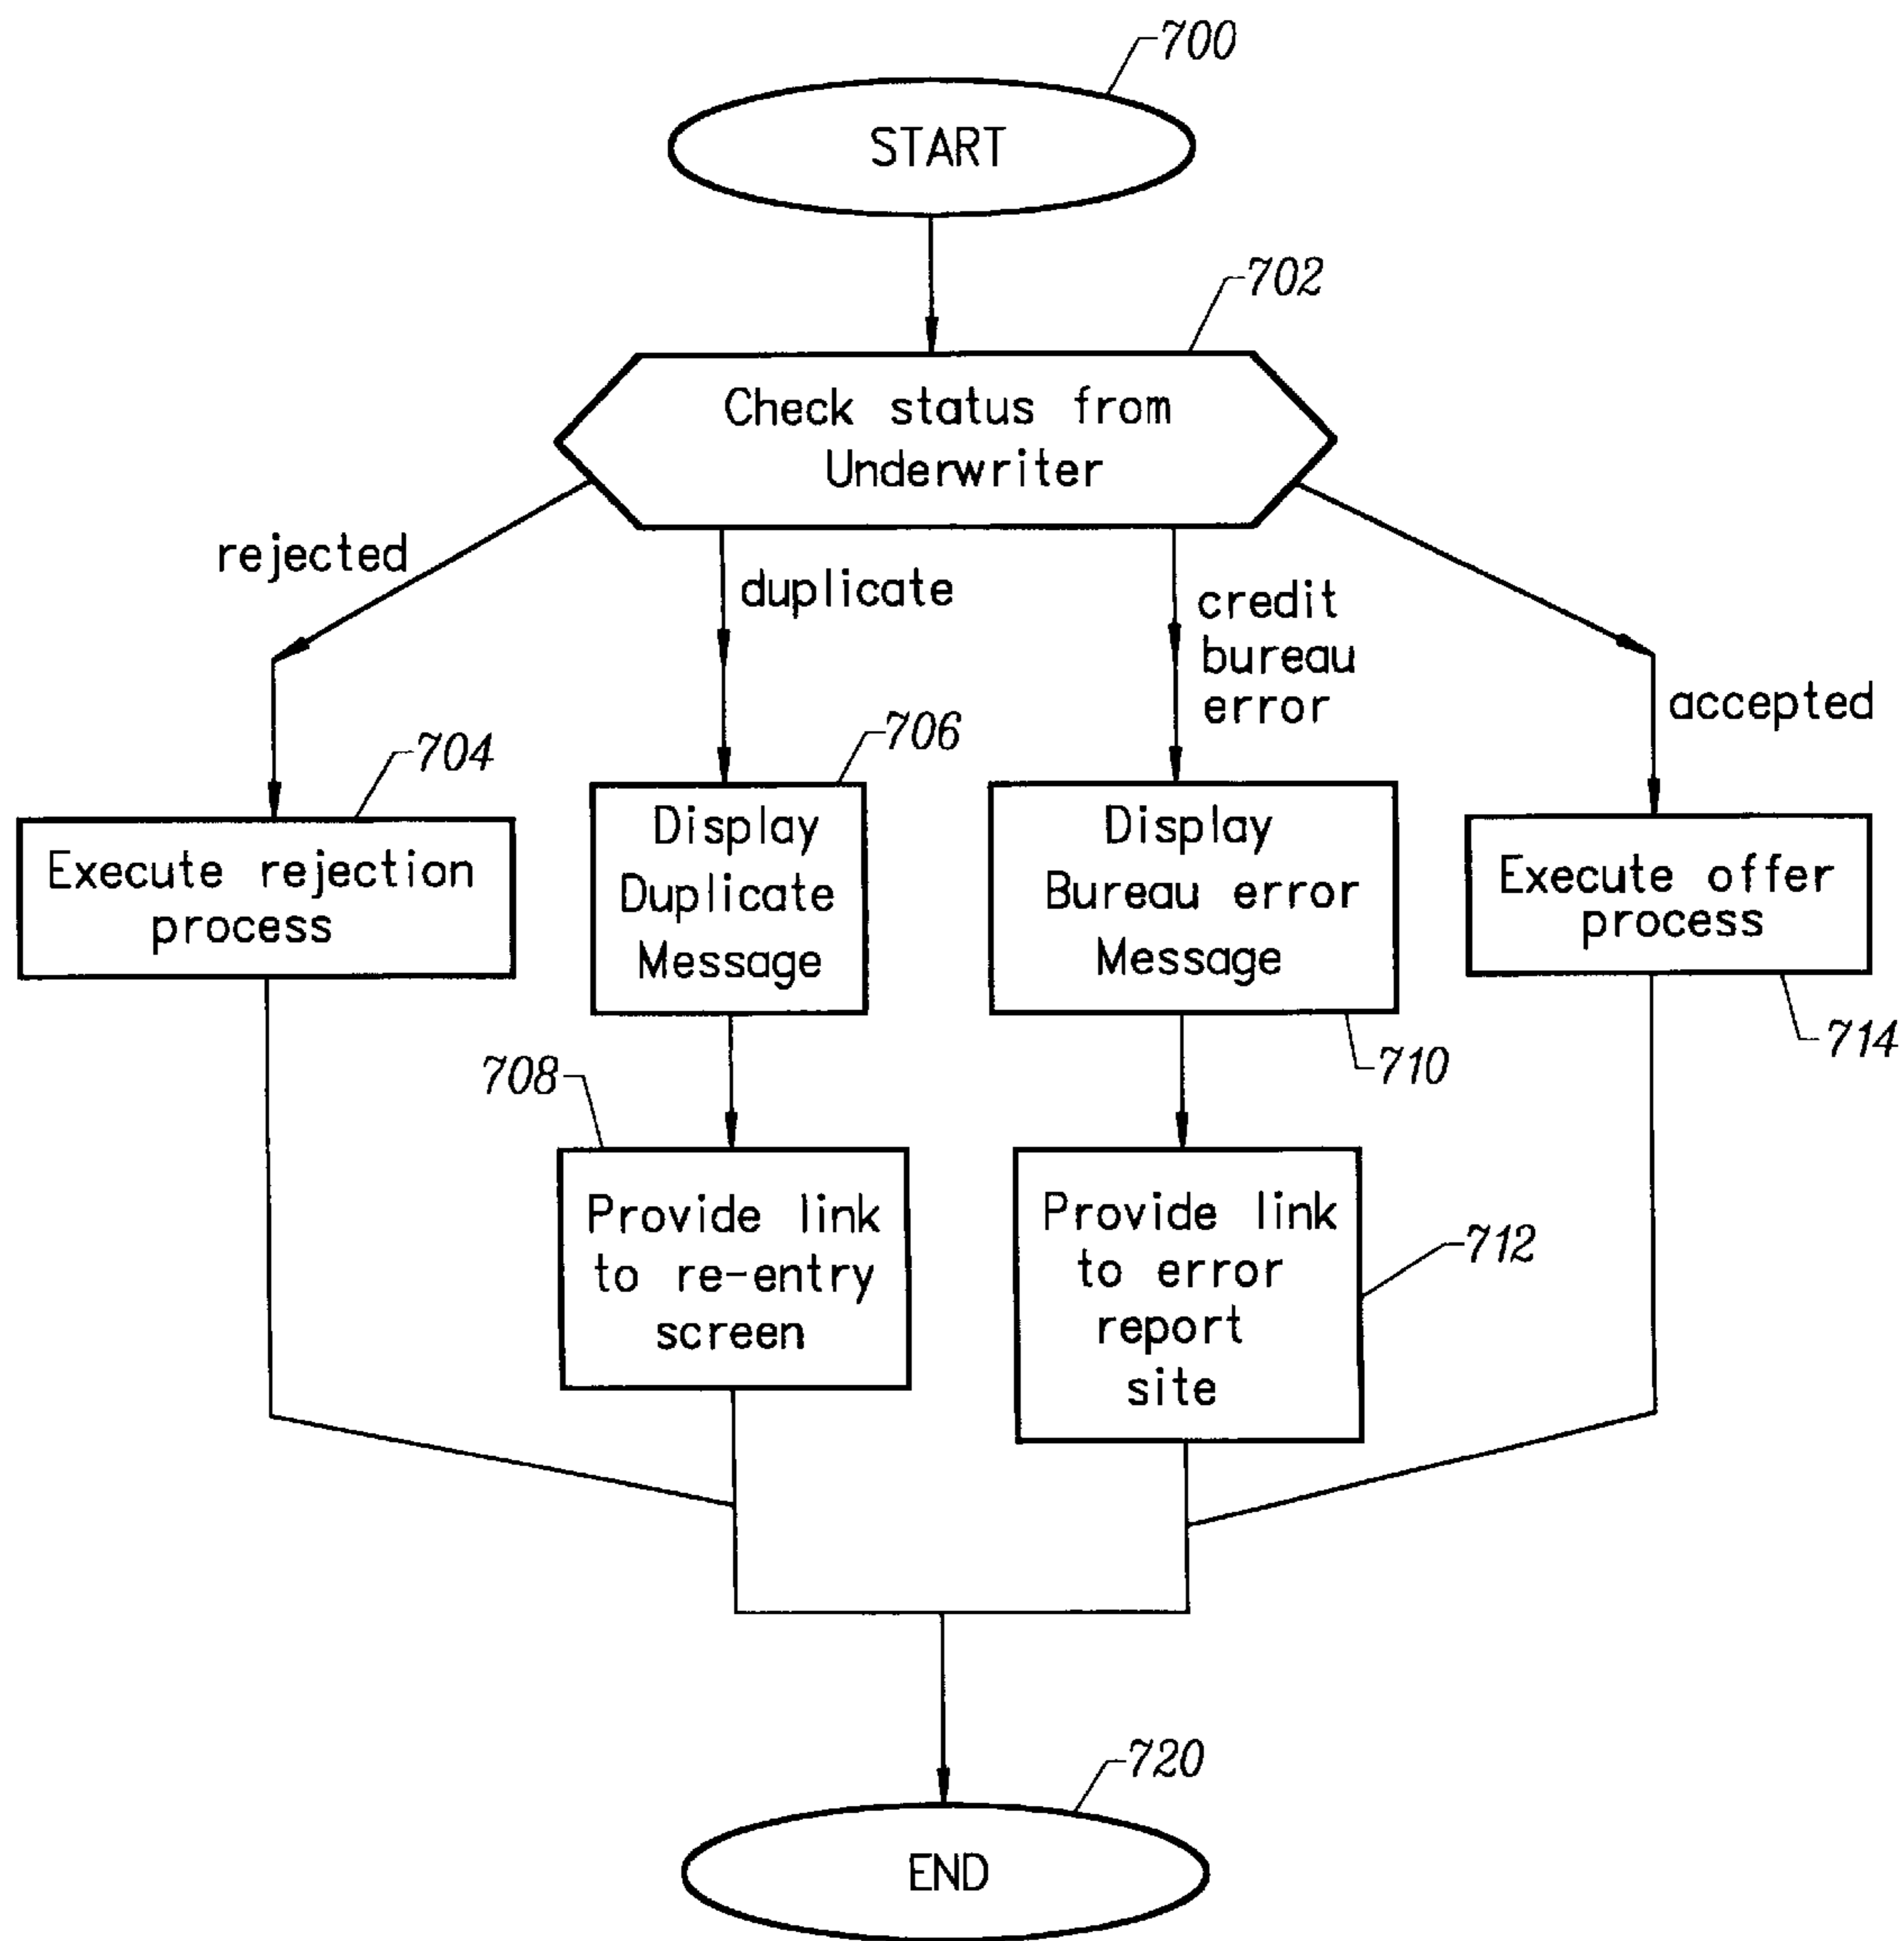 700
START
702
Check status from
Underwriter
rejected
duplicate
credit
bureau
error
accepted
704
Execute rejection
process
706
Display
Duplicate
Message
Display
Bureau error
Message
710
Execute offer
process
714
708
Provide link
to re-entry
screen
Provide link
to error
report
site
712
720
END